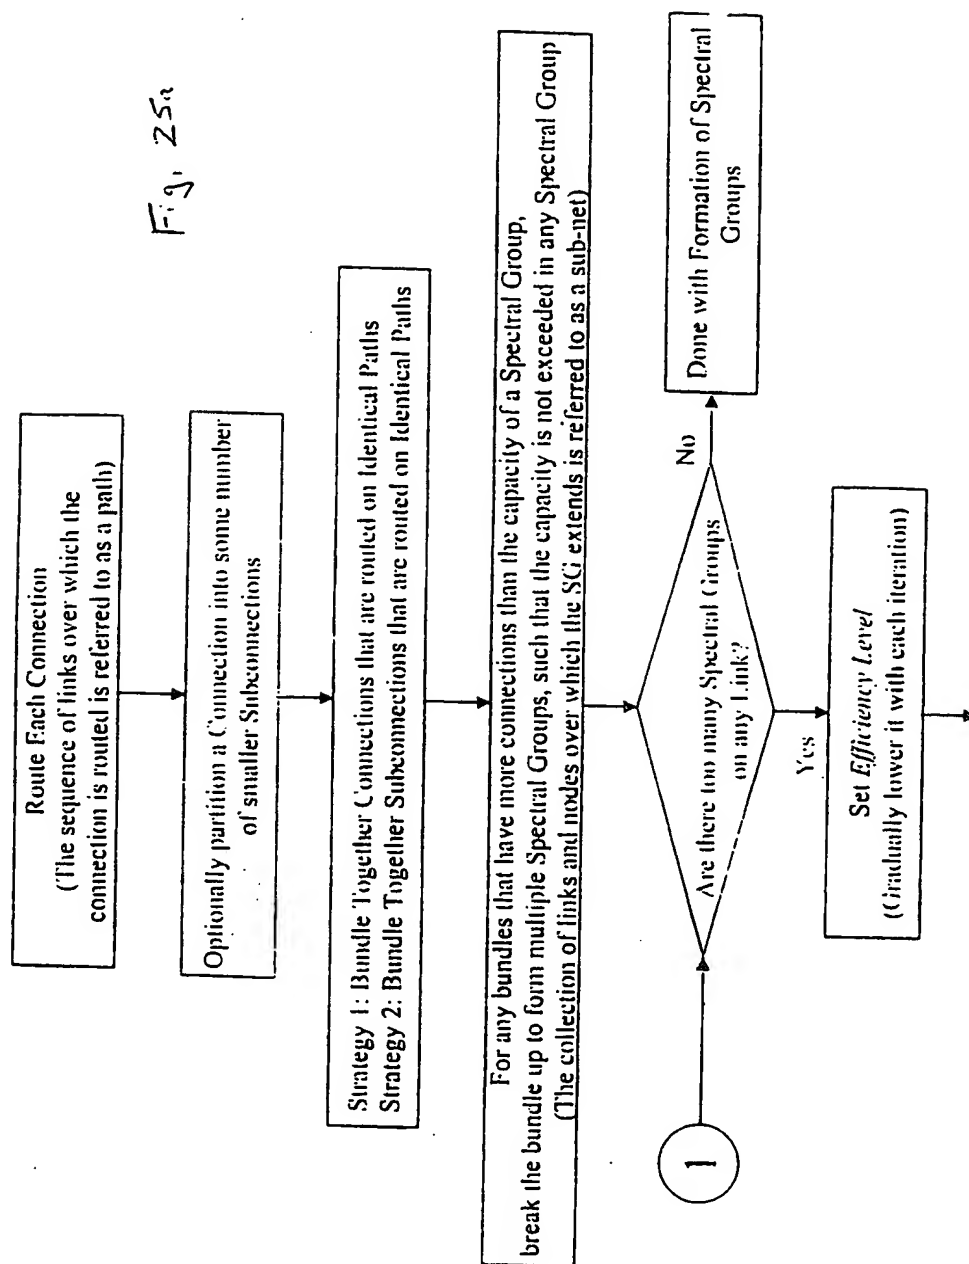 Fig. 25a
Route Each Connection
(The sequence of links over which the
connection is routed is referred to as a path)
Optionally partition a Connection into some number
of smaller Subconnections
Strategy 1: Bundle Together Connections that are routed on Identical Paths
Strategy 2: Bundle Together Subconnections that are routed on Identical Paths
For any bundles that have more connections than the capacity of a Spectral Group,
break the bundle up to form multiple Spectral Groups, such that the capacity is not exceeded in any Spectral Group
(The collection of links and nodes over which the SG extends is referred to as a sub-net)
1
Are there too many Spectral Groups
on any Link?
No
Done with Formation of Spectral
Groups
Yes
Set Efficiency Level
(Gradually lower it with each iteration)